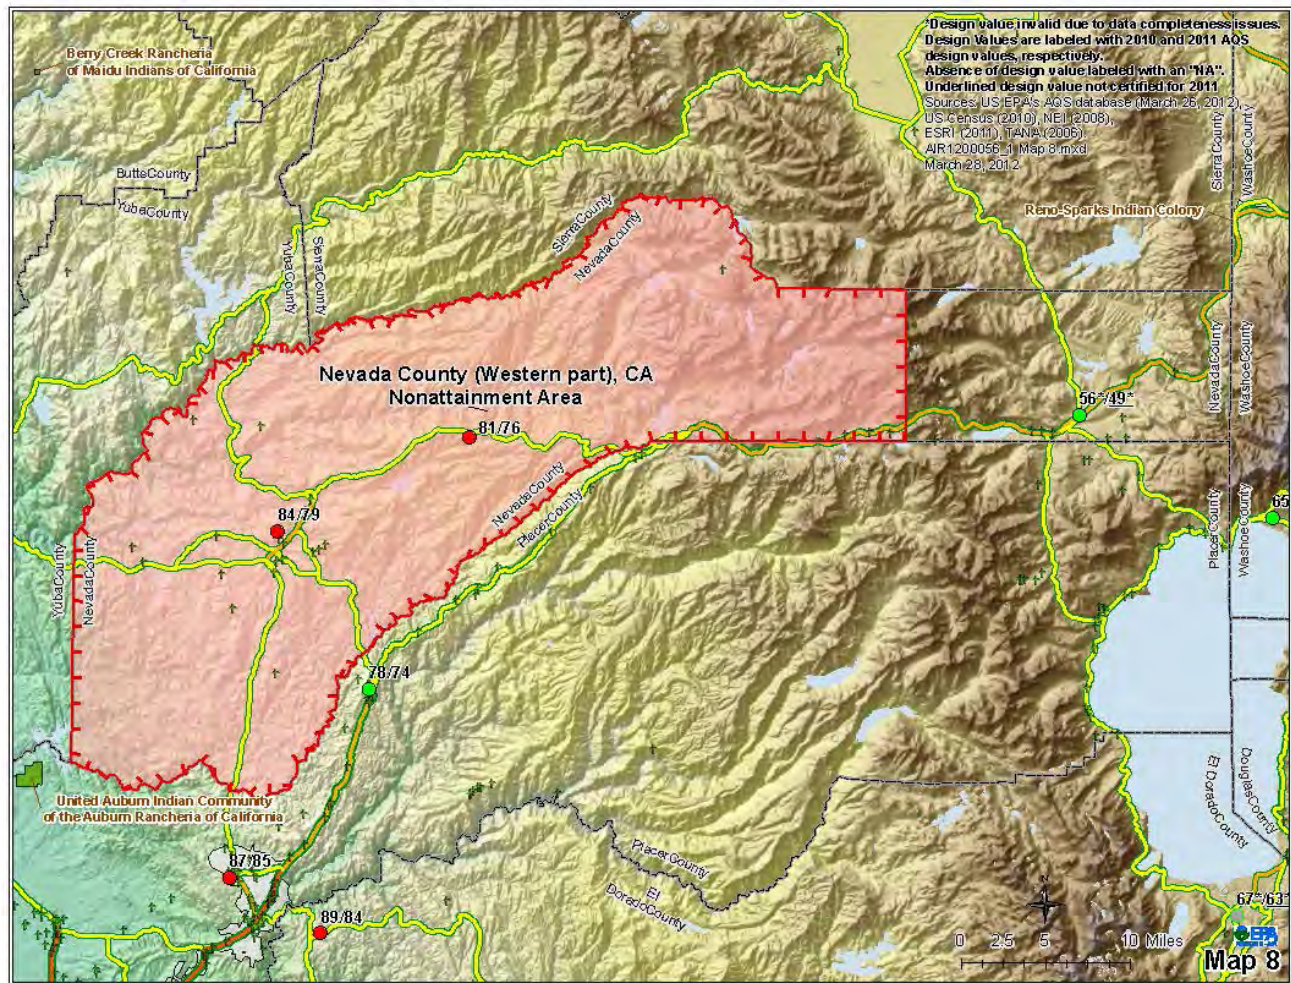 *Design value invalid due to data completeness issues.
Design Values are labeled with 2010 and 2011 AQS
design values, respectively.
Absence of design value labeled with an "NA".
Underlined design value not certified for 2011
Sources: US EPA's AQS database (March 26, 2012),
US Census (2010), NEI (2008),
ESRI (2011), TANA (2006).
AIR1200056_1 Map 8.mxd
March 28, 2012
Berry Creek Rancheria
of Maidu Indians of California
SierraCounty
WashoeCounty
ButteCounty
YubaCounty
Reno-Sparks Indian Colony
SierraCounty
NevadaCounty
YubaCounty
SierraCounty
Nevada County (Western part), CA
Nonattainment Area
NevadaCounty
WashoeCounty
56*/49*
81/76
NevadaCounty
PlacerCounty
84/79
65
PlacerCounty
WashoeCounty
YubaCounty
NevadaCounty
78/74
United Auburn Indian Community
of the Auburn Rancheria of California
El DoradoCounty
DouglasCounty
87/85
PlacerCounty
El
DoradoCounty
89/84
67*/63*
N
0 2.5 5 10 Miles
EPA
Map 8